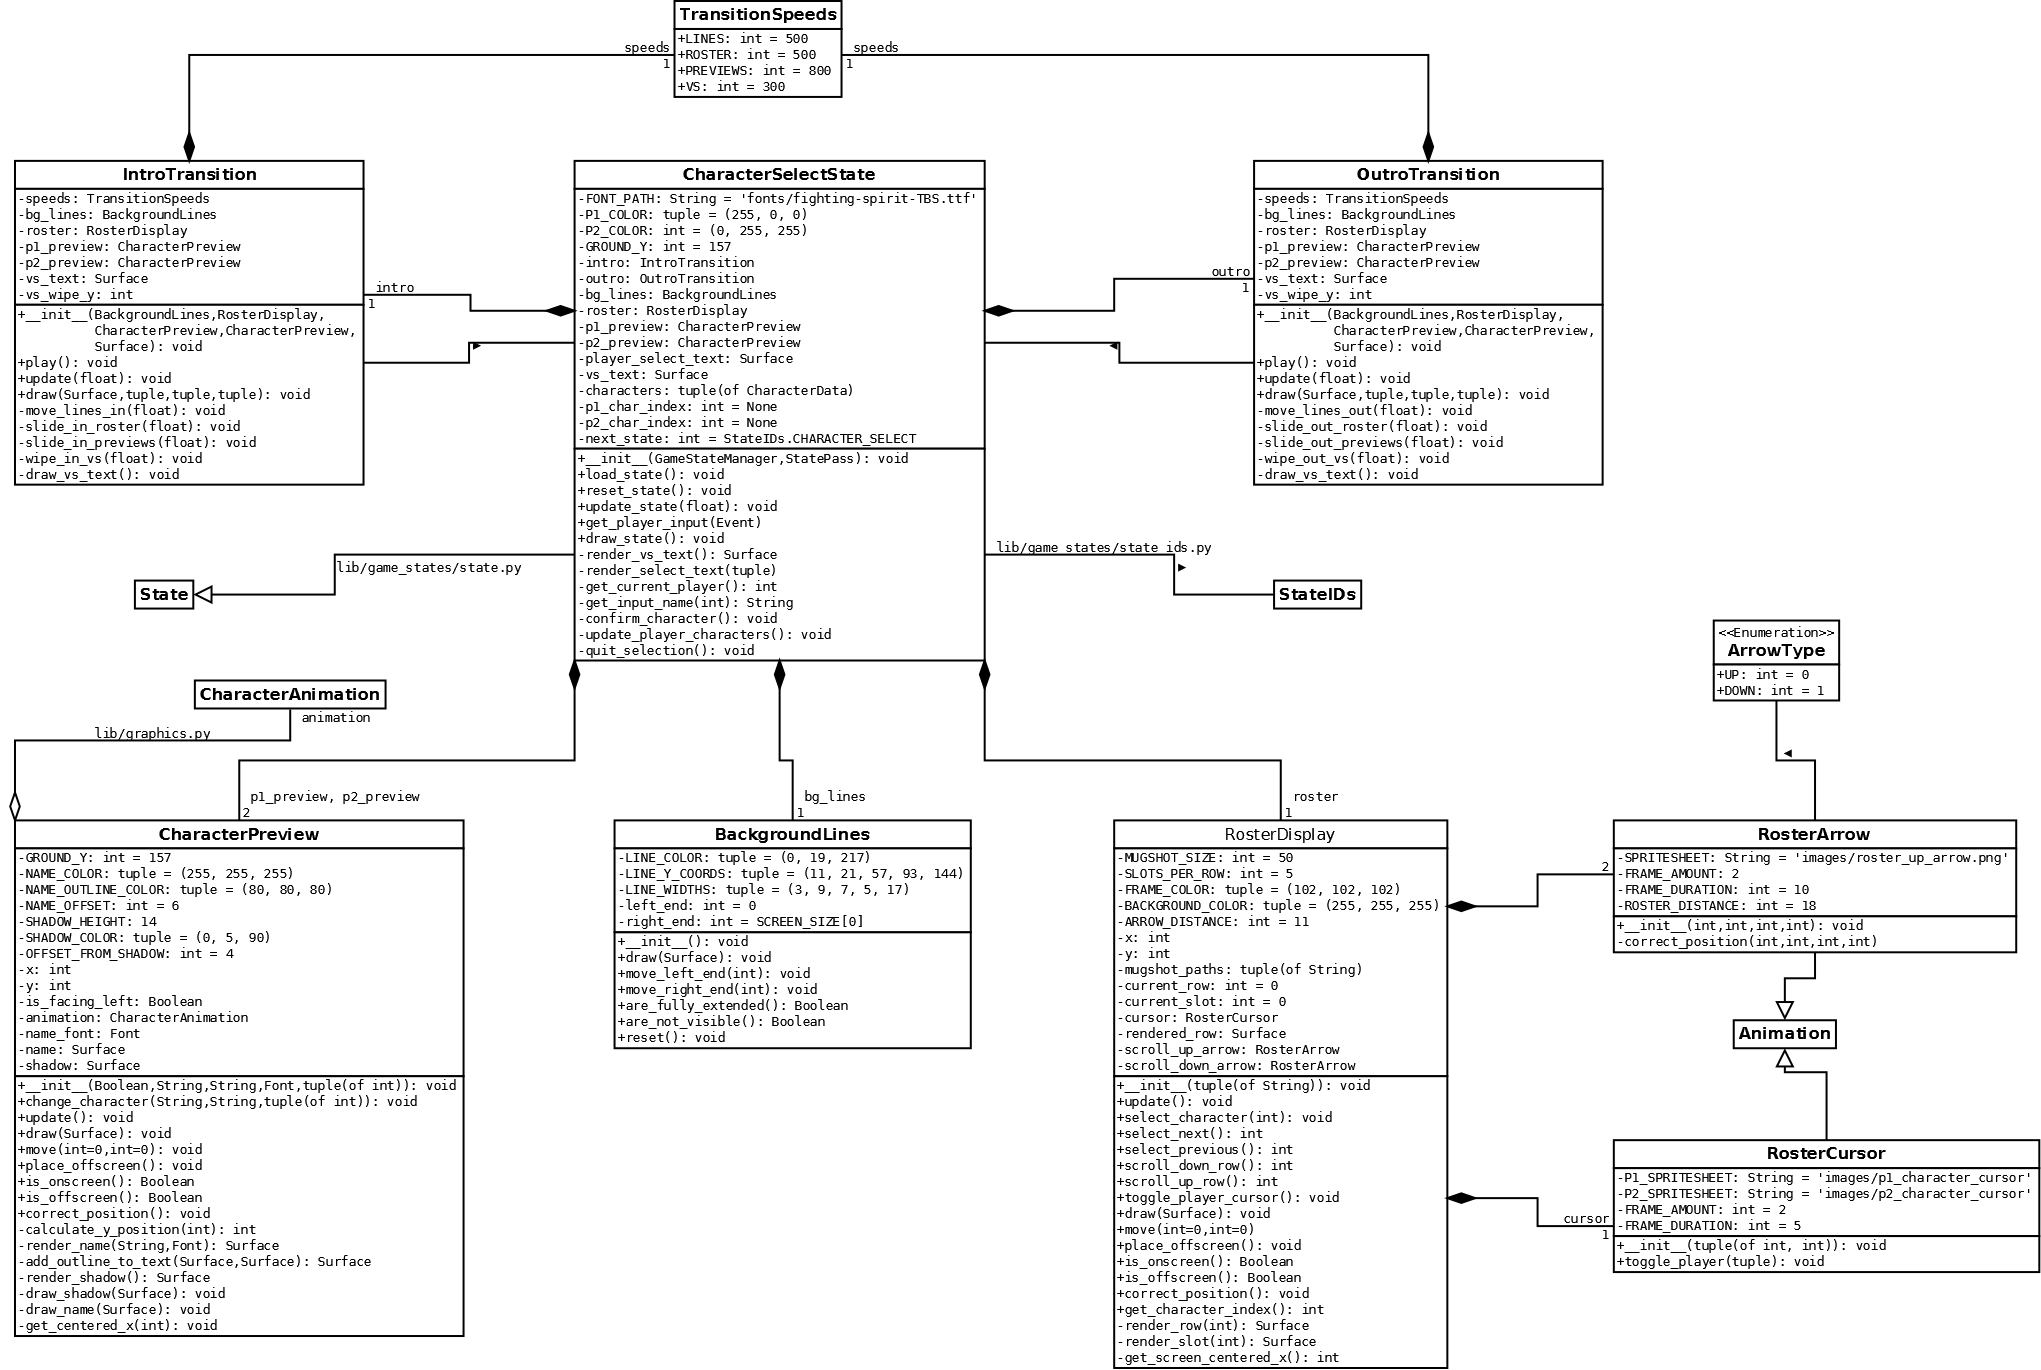 TransitionSpeeds
+LINES: int = 500
+ROSTER: int = 500
+PREVIEWS: int = 800
+VS: int = 300
speeds
1
speeds
1
IntroTransition
-speeds: TransitionSpeeds
-bg_lines: BackgroundLines
-roster: RosterDisplay
-p1_preview: CharacterPreview
-p2_preview: CharacterPreview
-vs_text: Surface
-vs_wipe_y: int
+__init__(BackgroundLines,RosterDisplay,
CharacterPreview,CharacterPreview,
Surface): void
+play(): void
+update(float): void
+draw(Surface,tuple,tuple,tuple): void
-move_lines_in(float): void
-slide_in_roster(float): void
-slide_in_previews(float): void
-wipe_in_vs(float): void
-draw_vs_text(): void
intro
1
CharacterSelectState
-FONT_PATH: String = 'fonts/fighting-spirit-TBS.ttf'
-P1_COLOR: tuple = (255, 0, 0)
-P2_COLOR: int = (0, 255, 255)
-GROUND_Y: int = 157
-intro: IntroTransition
-outro: OutroTransition
-bg_lines: BackgroundLines
-roster: RosterDisplay
-p1_preview: CharacterPreview
-p2_preview: CharacterPreview
-player_select_text: Surface
-vs_text: Surface
-characters: tuple(of CharacterData)
-p1_char_index: int = None
-p2_char_index: int = None
-next_state: int = StateIDs.CHARACTER_SELECT
+__init__(GameStateManager,StatePass): void
+load_state(): void
+reset_state(): void
+update_state(float): void
+get_player_input(Event)
+draw_state(): void
-render_vs_text(): Surface
-render_select_text(tuple)
-get_current_player(): int
-get_input_name(int): String
-confirm_character(): void
-update_player_characters(): void
-quit_selection(): void
outro
1
OutroTransition
-speeds: TransitionSpeeds
-bg_lines: BackgroundLines
-roster: RosterDisplay
-p1_preview: CharacterPreview
-p2_preview: CharacterPreview
-vs_text: Surface
-vs_wipe_y: int
+__init__(BackgroundLines,RosterDisplay,
CharacterPreview,CharacterPreview,
Surface): void
+play(): void
+update(float): void
+draw(Surface,tuple,tuple,tuple): void
-move_lines_out(float): void
-slide_out_roster(float): void
-slide_out_previews(float): void
-wipe_out_vs(float): void
-draw_vs_text(): void
State
lib/game_states/state.py
lib/game_states/state_ids.py
StateIDs
<<Enumeration>>
ArrowType
+UP: int = 0
+DOWN: int = 1
CharacterAnimation
animation
lib/graphics.py
p1_preview, p2_preview
2
bg_lines
1
roster
1
CharacterPreview
-GROUND_Y: int = 157
-NAME_COLOR: tuple = (255, 255, 255)
-NAME_OUTLINE_COLOR: tuple = (80, 80, 80)
-NAME_OFFSET: int = 6
-SHADOW_HEIGHT: 14
-SHADOW_COLOR: tuple = (0, 5, 90)
-OFFSET_FROM_SHADOW: int = 4
-x: int
-y: int
-is_facing_left: Boolean
-animation: CharacterAnimation
-name_font: Font
-name: Surface
-shadow: Surface
+__init__(Boolean,String,String,Font,tuple(of int)): void
+change_character(String,String,tuple(of int)): void
+update(): void
+draw(Surface): void
+move(int=0,int=0): void
+place_offscreen(): void
+is_onscreen(): Boolean
+is_offscreen(): Boolean
+correct_position(): void
-calculate_y_position(int): int
-render_name(String,Font): Surface
-add_outline_to_text(Surface,Surface): Surface
-render_shadow(): Surface
-draw_shadow(Surface): void
-draw_name(Surface): void
-get_centered_x(int): void
BackgroundLines
-LINE_COLOR: tuple = (0, 19, 217)
-LINE_Y_COORDS: tuple = (11, 21, 57, 93, 144)
-LINE_WIDTHS: tuple = (3, 9, 7, 5, 17)
-left_end: int = 0
-right_end: int = SCREEN_SIZE[0]
+__init__(): void
+draw(Surface): void
+move_left_end(int): void
+move_right_end(int): void
+are_fully_extended(): Boolean
+are_not_visible(): Boolean
+reset(): void
RosterDisplay
-MUGSHOT_SIZE: int = 50
-SLOTS_PER_ROW: int = 5
-FRAME_COLOR: tuple = (102, 102, 102)
-BACKGROUND_COLOR: tuple = (255, 255, 255)
-ARROW_DISTANCE: int = 11
-x: int
-y: int
-mugshot_paths: tuple(of String)
-current_row: int = 0
-current_slot: int = 0
-cursor: RosterCursor
-rendered_row: Surface
-scroll_up_arrow: RosterArrow
-scroll_down_arrow: RosterArrow
+__init__(tuple(of String)): void
+update(): void
+select_character(int): void
+select_next(): int
+select_previous(): int
+scroll_down_row(): int
+scroll_up_row(): int
+toggle_player_cursor(): void
+draw(Surface): void
+move(int=0,int=0)
+place_offscreen(): void
+is_onscreen(): Boolean
+is_offscreen(): Boolean
+correct_position(): void
+get_character_index(): int
-render_row(int): Surface
-render_slot(int): Surface
-get_screen_centered_x(): int
2
RosterArrow
-SPRITESHEET: String = 'images/roster_up_arrow.png'
-FRAME_AMOUNT: 2
-FRAME_DURATION: int = 10
-ROSTER_DISTANCE: int = 18
+__init__(int,int,int,int): void
-correct_position(int,int,int,int)
Animation
cursor
1
RosterCursor
-P1_SPRITESHEET: String = 'images/p1_character_cursor'
-P2_SPRITESHEET: String = 'images/p2_character_cursor'
-FRAME_AMOUNT: int = 2
-FRAME_DURATION: int = 5
+__init__(tuple(of int, int)): void
+toggle_player(tuple): void